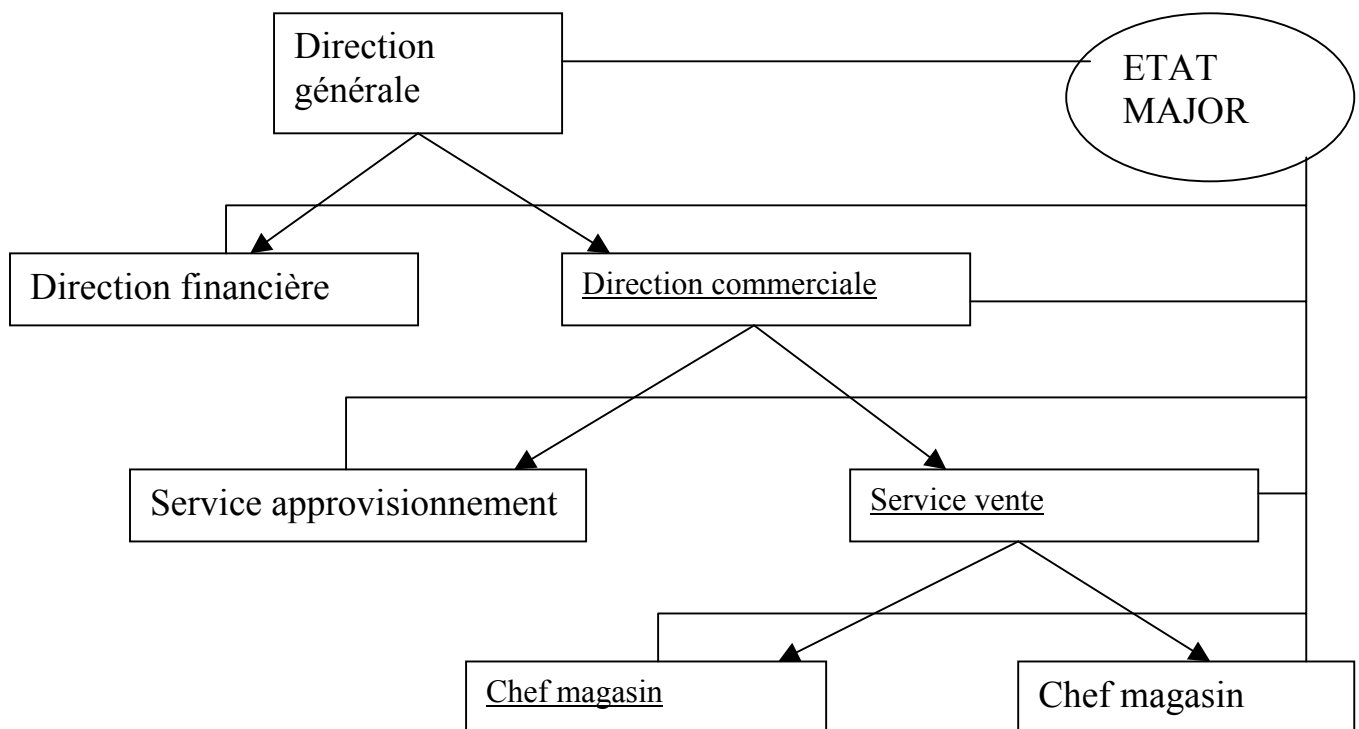 Direction
générale
ETAT
MAJOR
Direction financière
Direction commerciale
Service approvisionnement
Service vente
Chef magasin
Chef magasin